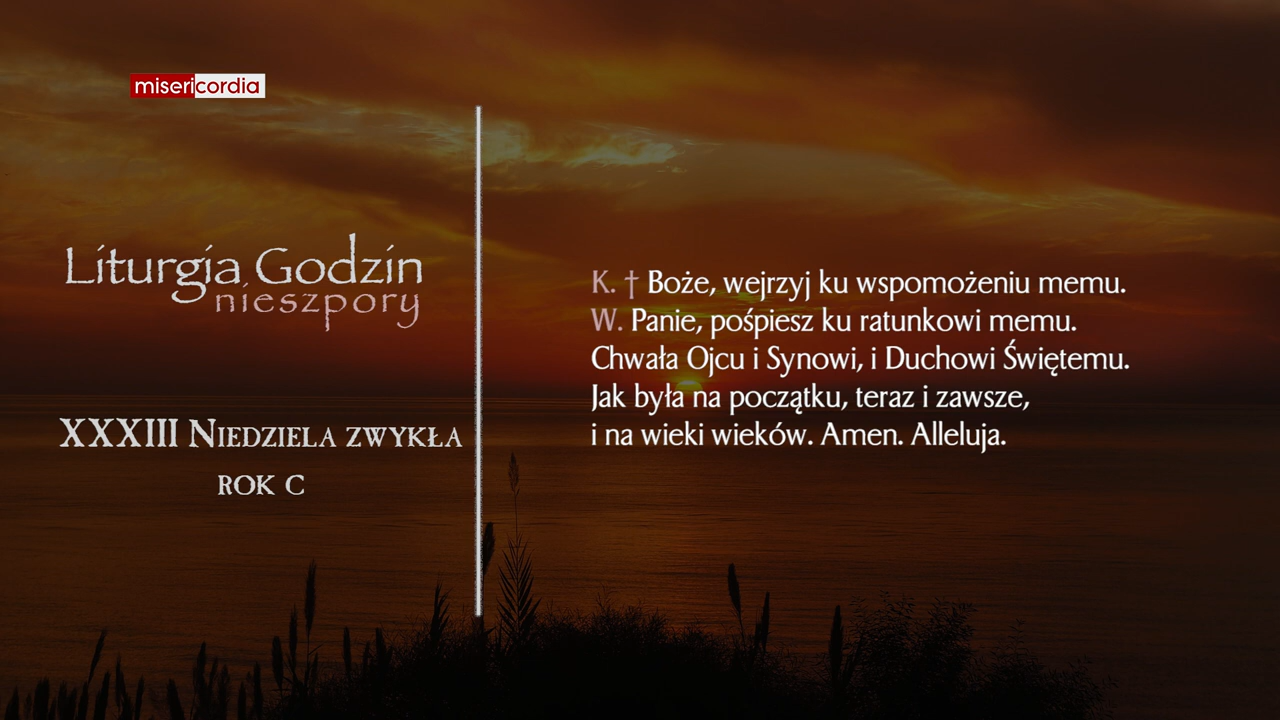 misericordia
Liturgia Godzin
nieszpory
XXXIII Niedziela zwykła
rok C
K. † Boże, wejrzyj ku wspomożeniu memu.
W. Panie, pośpiesz ku ratunkowi memu.
Chwała Ojcu i Synowi, i Duchowi Świętemu.
Jak była na początku, teraz i zawsze,
i na wieki wieków. Amen. Alleluja.